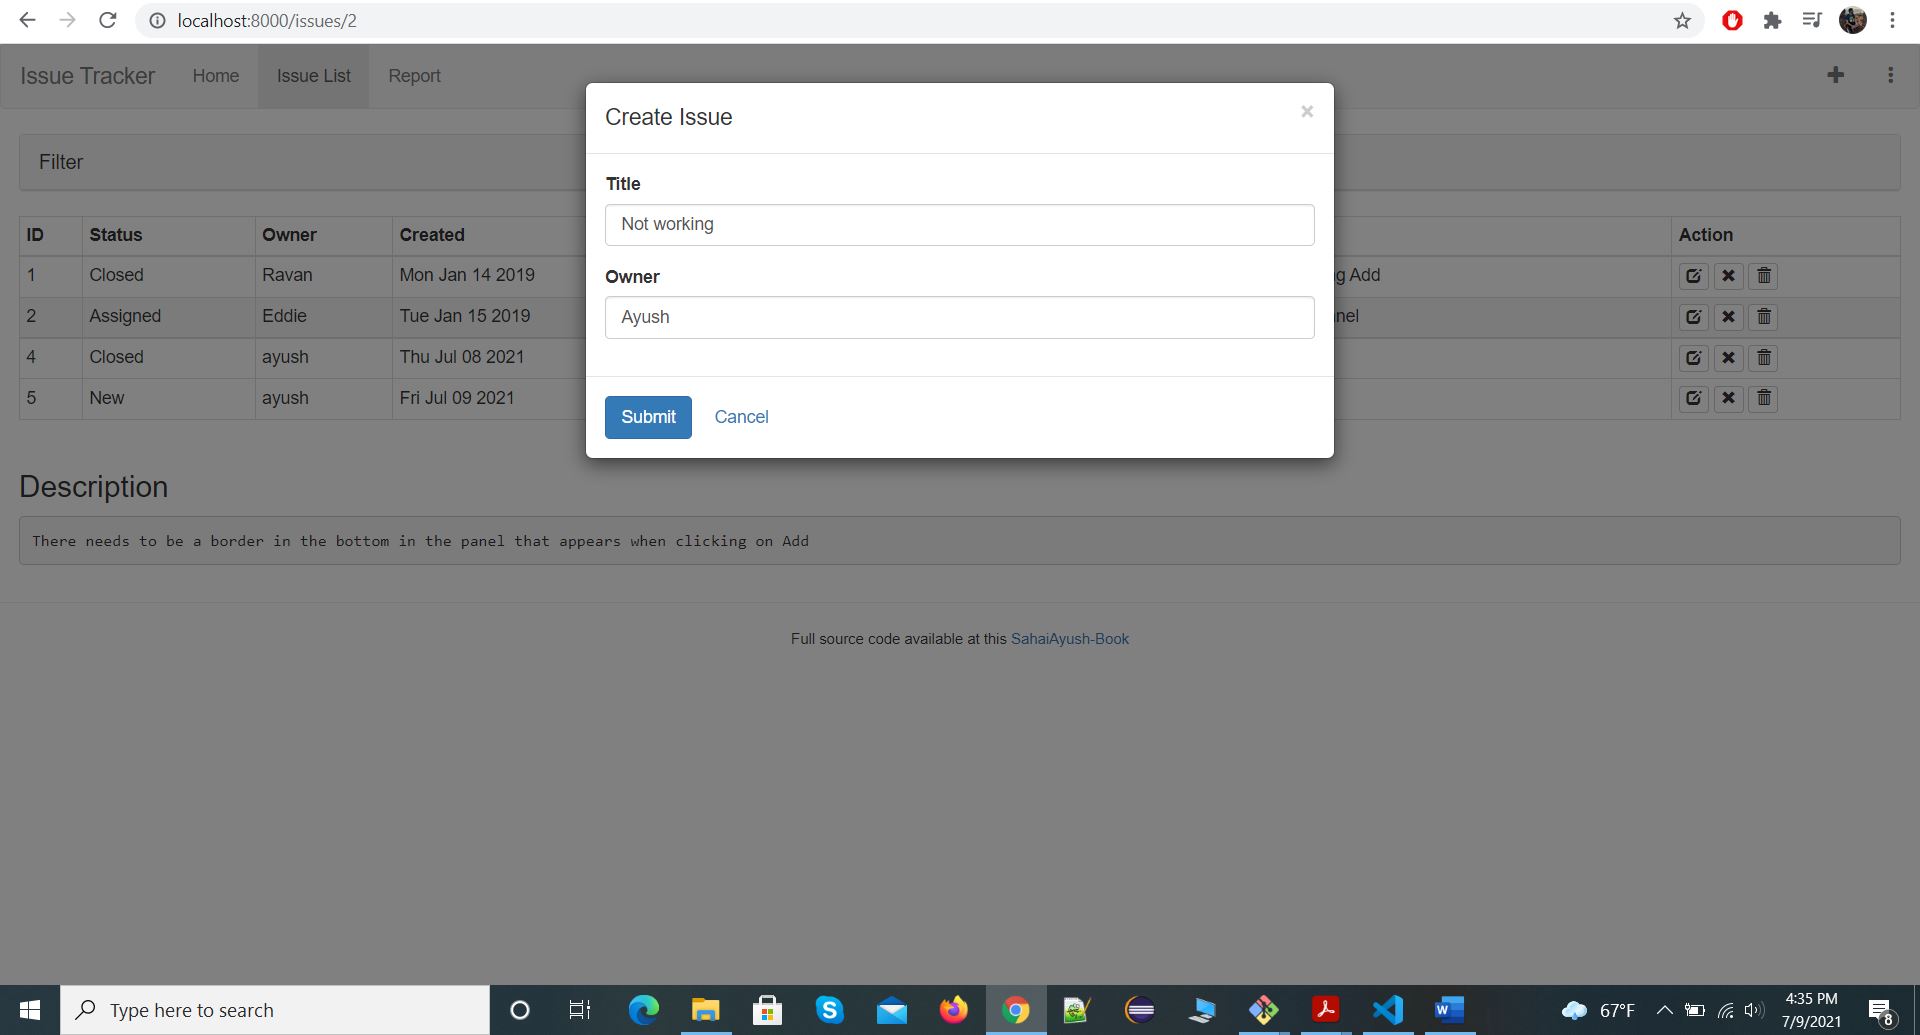 localhost:8000/issues/2
Issue Tracker Home Issue List Report
Create Issue ×
Filter
Title
Not working
ID Status Owner Created Action
1 Closed Ravan Mon Jan 14 2019 Add
Owner
2 Assigned Eddie Tue Jan 15 2019 Ayush
4 Closed ayush Thu Jul 08 2021
5 New ayush Fri Jul 09 2021
Submit Cancel
Description
There needs to be a border in the bottom in the panel that appears when clicking on Add
Full source code available at this SahaiAyush-Book
Type here to search
67°F
4:35 PM
7/9/2021
8